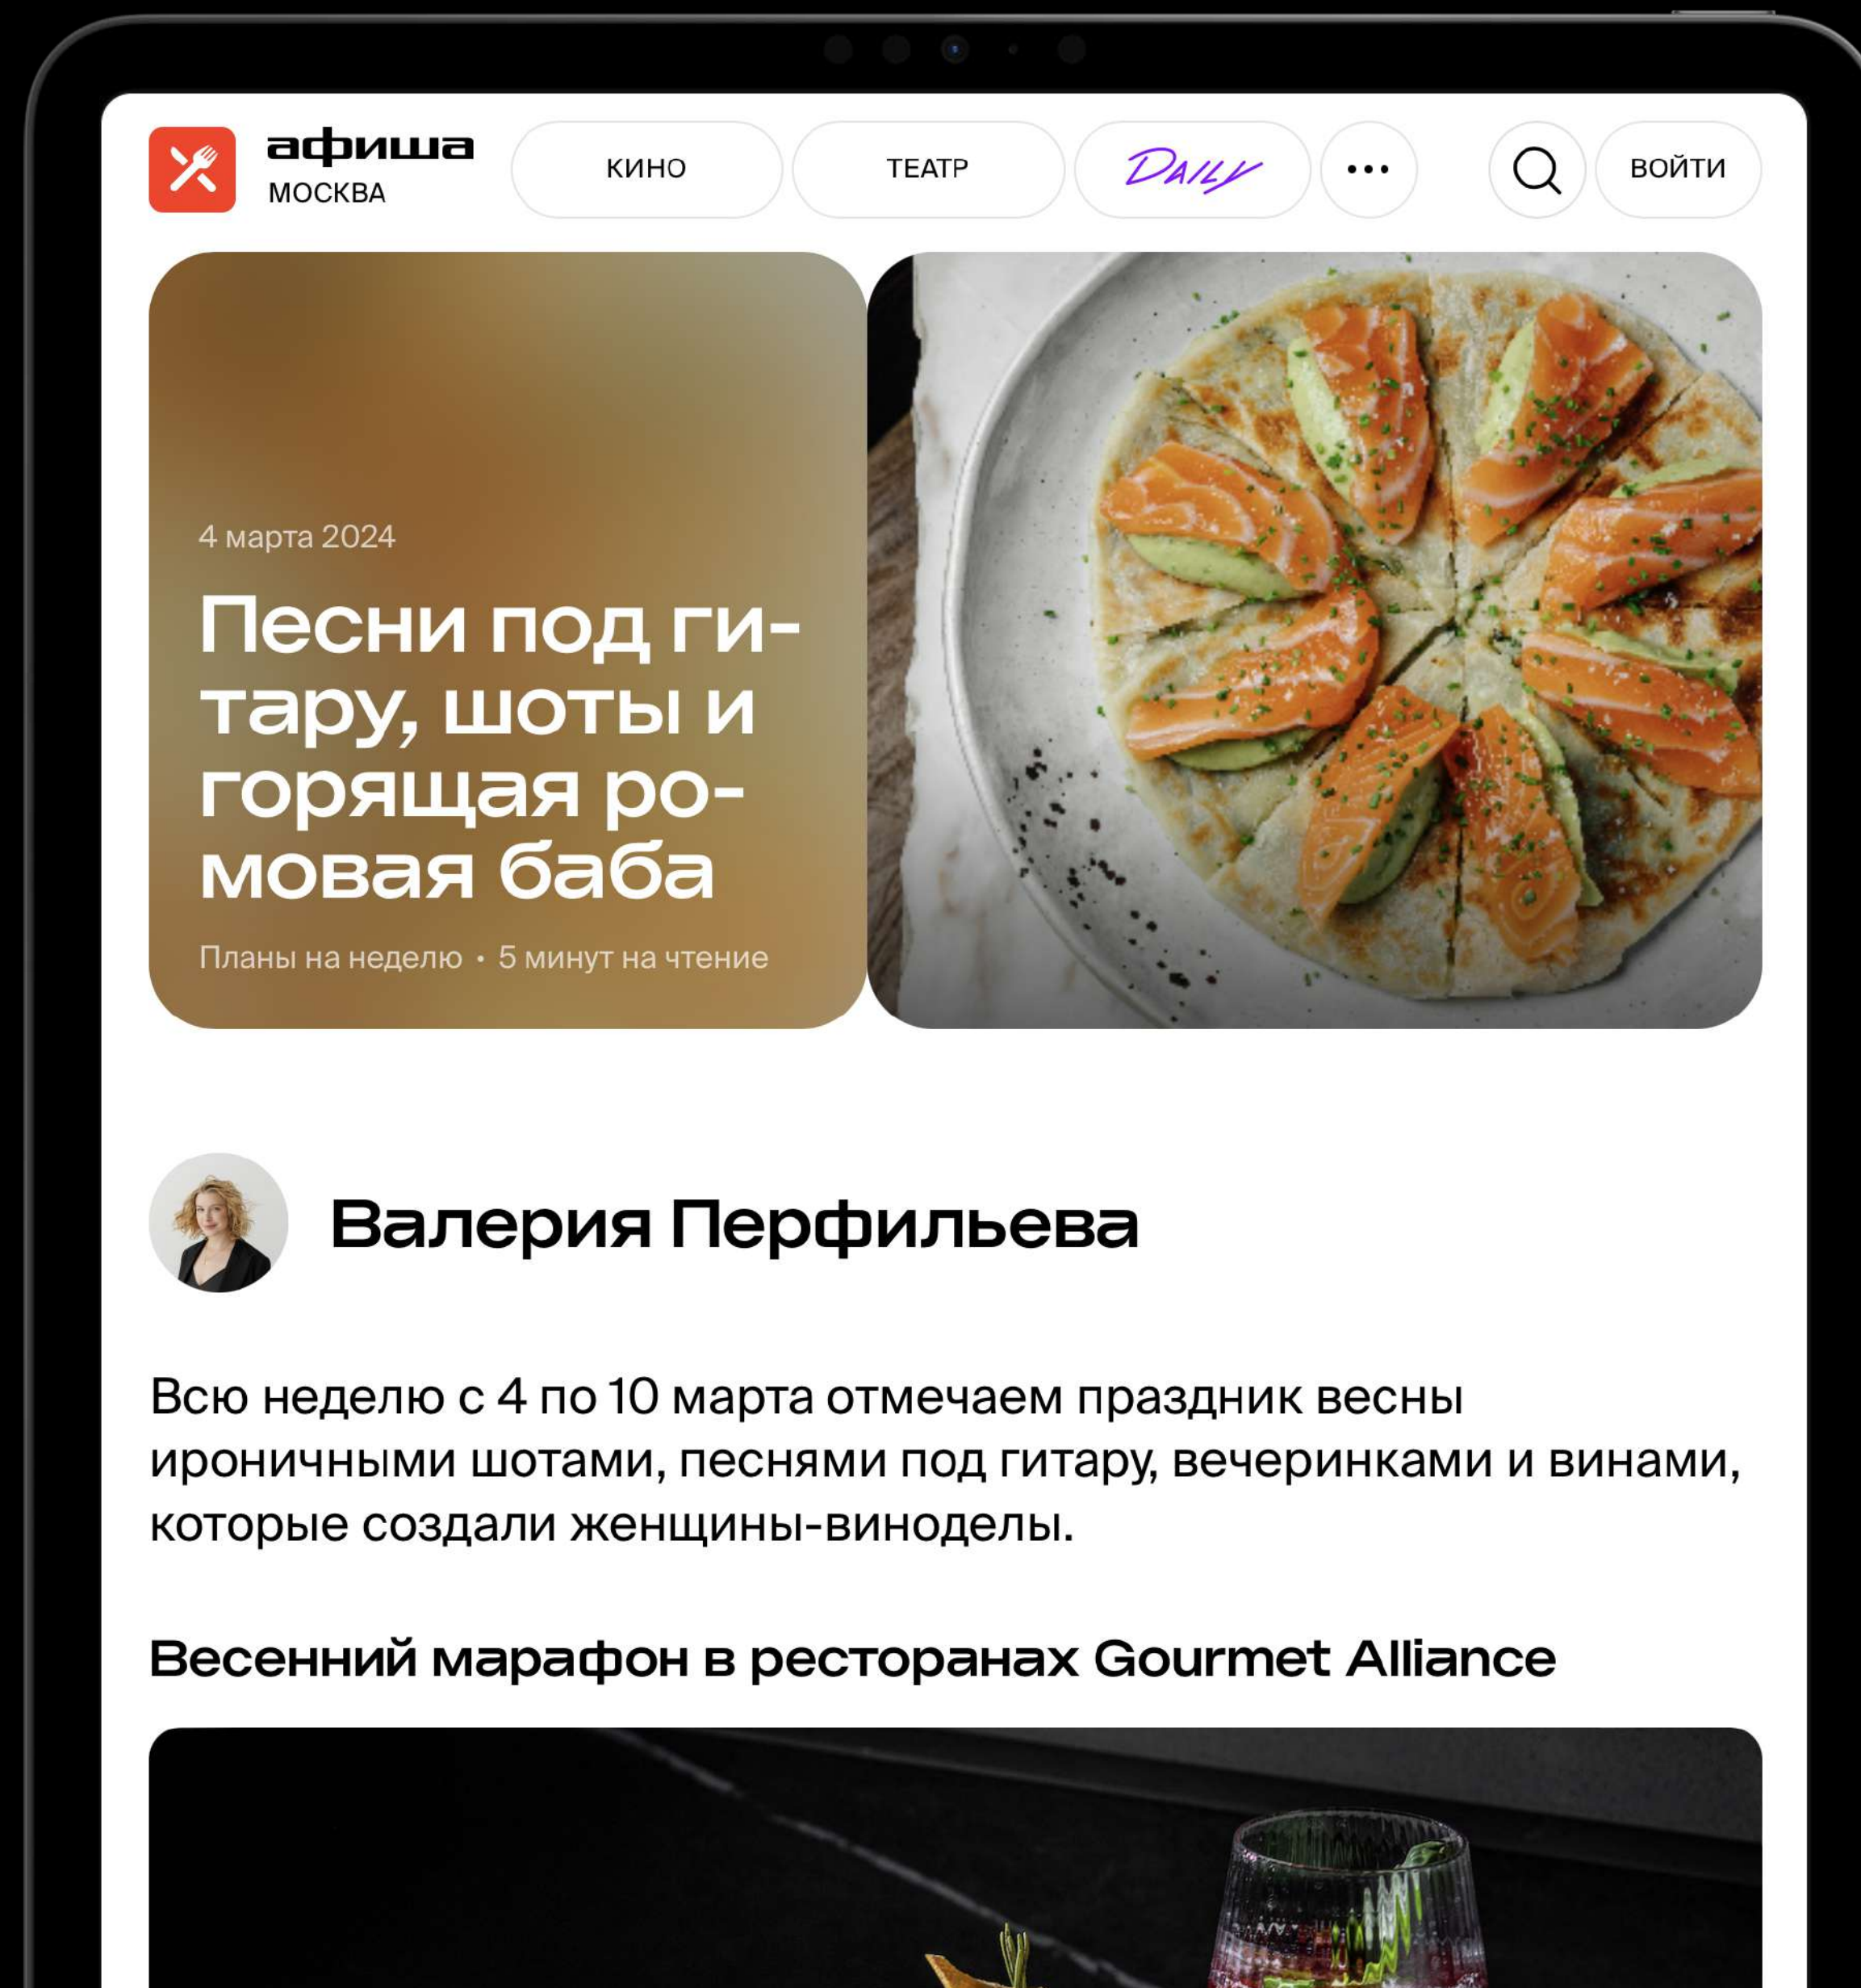 афиша
МОСКВА
КИНО
ТЕАТР
DAILY
ВОЙТИ
4 марта 2024
Песни под ги-
тару, шоты и
горящая ро-
мовая баба
Планы на неделю • 5 минут на чтение
Валерия Перфильева
Всю неделю с 4 по 10 марта отмечаем праздник весны
ироничными шотами, песнями под гитару, вечеринками и винами,
которые создали женщины-виноделы.
Весенний марафон в ресторанах Gourmet Alliance